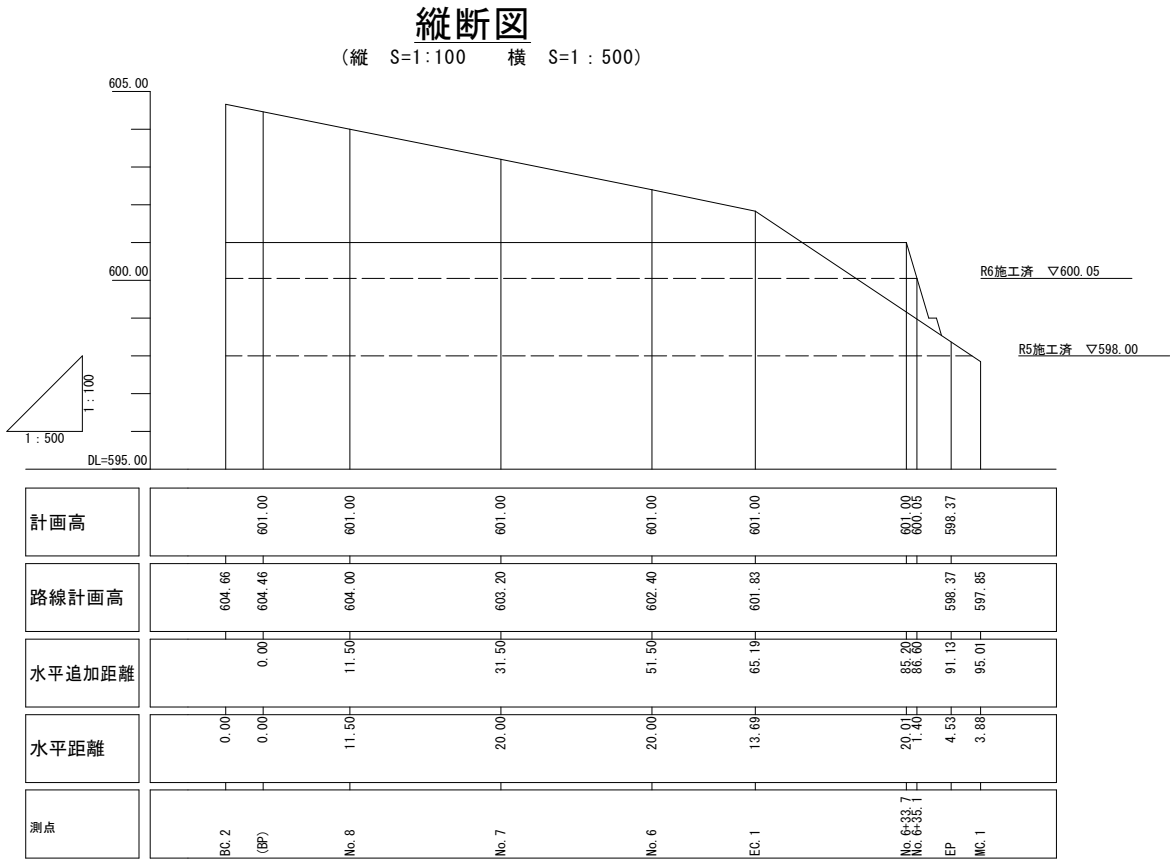 縦断図
(縦 S=1:100 横 S=1：500)
605.00
600.00
R6施工済 ▽600.05
R5施工済 ▽598.00
1：100
1：500
DL=595.00
計画高
601.00
601.00
601.00
601.00
601.00
601.00
600.05
598.37
路線計画高
604.66
604.46
604.00
603.20
602.40
601.83
598.37
597.85
水平追加距離
0.00
11.50
31.50
51.50
65.19
85.20
86.60
91.13
95.01
水平距離
0.00
0.00
11.50
20.00
20.00
13.69
20.01
1.40
4.53
3.88
測点
BC.2
(BP)
No.8
No.7
No.6
EC.1
No.6+33.7
No.6+35.1
EP
MC.1